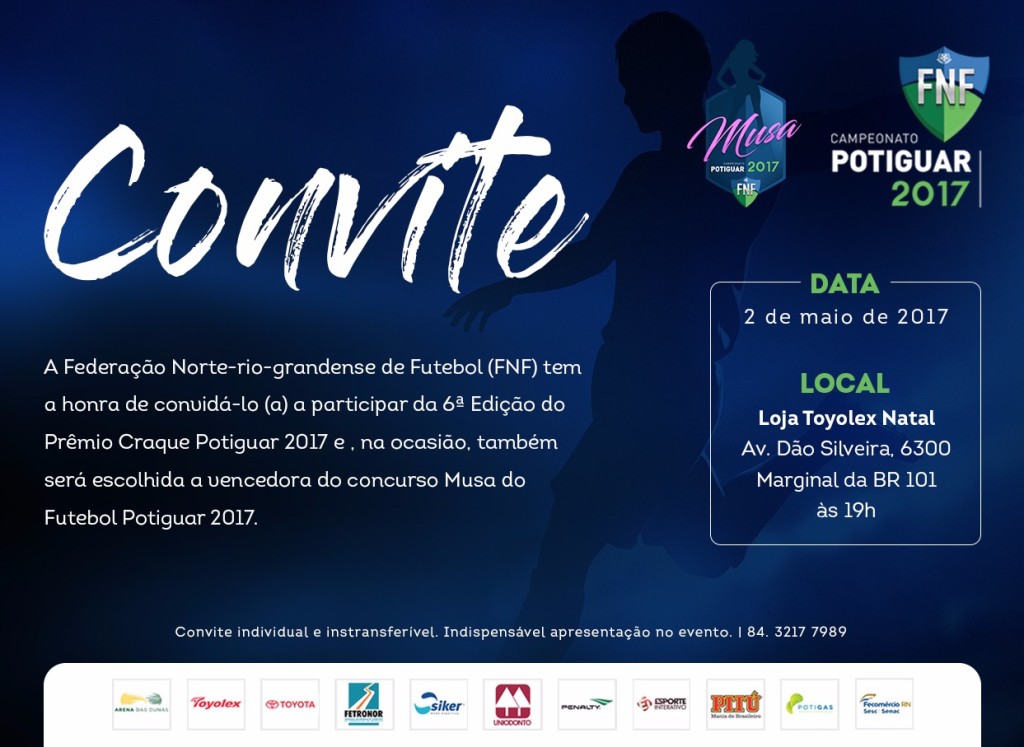 Convite
Musa
CAMPEONATO
POTIGUAR 2017
FNF
FNF
CAMPEONATO
POTIGUAR
2017
A Federação Norte-rio-grandense de Futebol (FNF) tem
a honra de convidá-lo (a) a participar da 6ª Edição do
Prêmio Craque Potiguar 2017 e , na ocasião, também
será escolhida a vencedora do concurso Musa do
Futebol Potiguar 2017.
DATA
2 de maio de 2017
LOCAL
Loja Toyolex Natal
Av. Dão Silveira, 6300
Marginal da BR 101
às 19h
Convite individual e instransferível. Indispensável apresentação no evento. | 84. 3217 7989
ARENA DAS DUNAS
Toyolex
TOYOTA
FETRONOR
siker
UNIODONTO
PENALTY
ESPORTE
INTERATIVO
PITÚ
Mania de Brasileiro
POTIGAS
Fecomércio RN
Sesc Senac